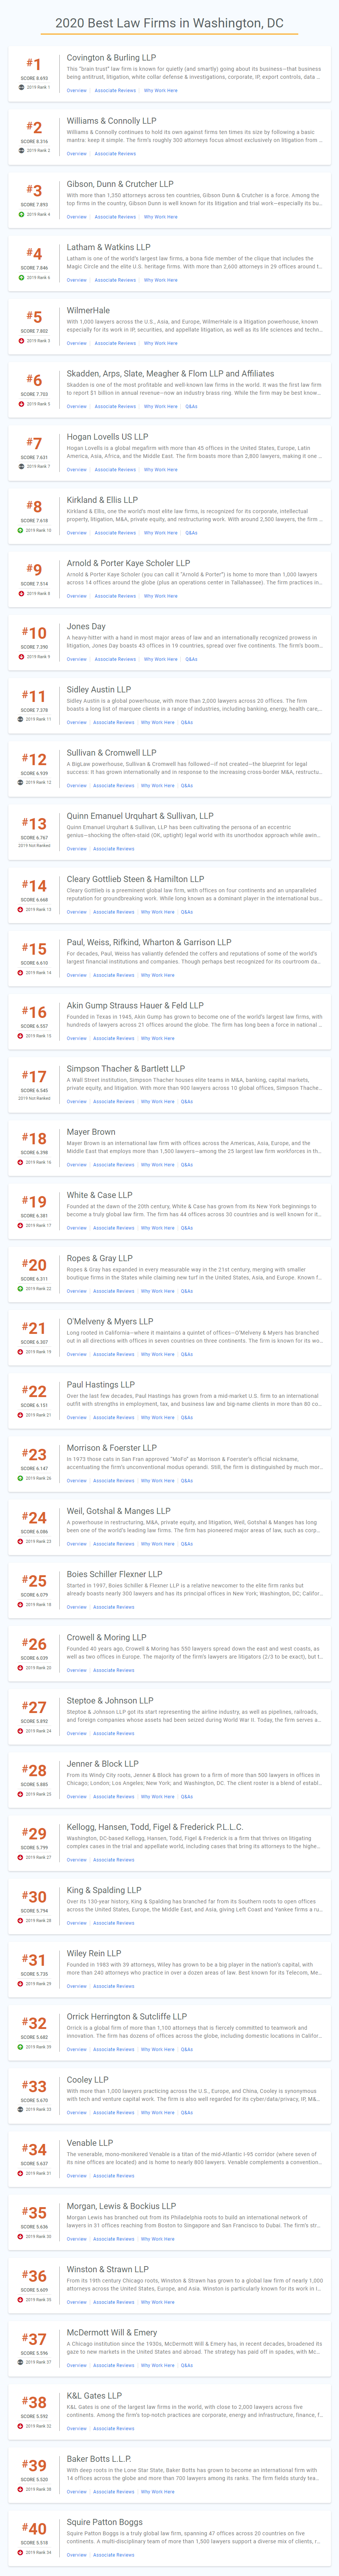 2020 Best Law Firms in Washington, DC
#1
SCORE 8.693
2019 Rank 1
Covington & Burling LLP
This "brain trust" law firm is known for quietly (and smartly) going about its business—that business
being antitrust, litigation, white collar defense & investigations, corporate, IP, export controls, data ...
Overview Associate Reviews Why Work Here
#2
SCORE 8.316
2019 Rank 2
Williams & Connolly LLP
Williams & Connolly continues to hold its own against firms ten times its size by following a basic
mantra: keep it simple. The firm's roughly 300 attorneys focus almost exclusively on litigation from ...
Overview Associate Reviews
#3
SCORE 7.893
2019 Rank 4
Gibson, Dunn & Crutcher LLP
With more than 1,350 attorneys across ten countries, Gibson Dunn & Crutcher is a force. Among the
top firms in the country, Gibson Dunn is well known for its litigation and trial work—especially its bu...
Overview Associate Reviews Why Work Here
#4
SCORE 7.846
2019 Rank 6
Latham & Watkins LLP
Latham is one of the world's largest law firms, a bona fide member of the clique that includes the
Magic Circle and the elite U.S. heritage firms. With more than 2,600 attorneys in 29 offices around t...
Overview Associate Reviews Why Work Here
#5
SCORE 7.802
2019 Rank 3
WilmerHale
With 1,000 lawyers across the U.S., Asia, and Europe, WilmerHale is a litigation powerhouse, known
especially for its work in IP, securities, and appellate litigation, as well as its life sciences and techn...
Overview Associate Reviews Why Work Here
#6
SCORE 7.703
2019 Rank 5
Skadden, Arps, Slate, Meagher & Flom LLP and Affiliates
Skadden is one of the most profitable and well-known law firms in the world. It was the first law firm
to report $1 billion in annual revenue—now an industry brass ring. While the firm may be best know...
Overview Associate Reviews Why Work Here Q&As
#7
SCORE 7.631
2019 Rank 7
Hogan Lovells US LLP
Hogan Lovells is a global megafirm with more than 45 offices in the United States, Europe, Latin
America, Asia, Africa, and the Middle East. The firm boasts more than 2,800 lawyers, making it one ...
Overview Associate Reviews Why Work Here
#8
SCORE 7.618
2019 Rank 10
Kirkland & Ellis LLP
Kirkland & Ellis, one the world's most elite law firms, is recognized for its corporate, intellectual
property, litigation, M&A, private equity, and restructuring work. With around 2,500 lawyers, the firm ...
Overview Associate Reviews Why Work Here Q&As
#9
SCORE 7.514
2019 Rank 8
Arnold & Porter Kaye Scholer LLP
Arnold & Porter Kaye Scholer (you can call it "Arnold & Porter") is home to more than 1,000 lawyers
across 14 offices around the globe (plus an operations center in Tallahassee). The firm practices in...
Overview Associate Reviews Why Work Here
#10
SCORE 7.390
2019 Rank 9
Jones Day
A heavy-hitter with a hand in most major areas of law and an internationally recognized prowess in
litigation, Jones Day boasts 43 offices in 19 countries, spread over five continents. The firm's boom...
Overview Associate Reviews Why Work Here Q&As
#11
SCORE 7.378
2019 Rank 11
Sidley Austin LLP
Sidley Austin is a global powerhouse, with more than 2,000 lawyers across 20 offices. The firm
boasts a long list of marquee clients in a range of industries, including banking, energy, health care,...
Overview Associate Reviews Why Work Here Q&As
#12
SCORE 6.939
2019 Rank 12
Sullivan & Cromwell LLP
A BigLaw powerhouse, Sullivan & Cromwell has followed—if not created—the blueprint for legal
success. It has grown internationally and in response to the increasing cross-border M&A, restructu...
Overview Associate Reviews Why Work Here Q&As
#13
SCORE 6.767
2019 Not Ranked
Quinn Emanuel Urquhart & Sullivan, LLP
Quinn Emanuel Urquhart & Sullivan, LLP has been cultivating the persona of an eccentric
genius—shocking the often-staid (OK, uptight) legal world with its unorthodox approach while awin...
Overview Associate Reviews
#14
SCORE 6.668
2019 Rank 13
Cleary Gottlieb Steen & Hamilton LLP
Cleary Gottlieb is a preeminent global law firm, with offices on four continents and an unparalleled
reputation for groundbreaking work. While long known as a dominant player in the international bus...
Overview Associate Reviews Why Work Here Q&As
#15
SCORE 6.610
2019 Rank 14
Paul, Weiss, Rifkind, Wharton & Garrison LLP
For decades, Paul, Weiss has valiantly defended the coffers and reputations of some of the world's
largest financial institutions and companies. Though perhaps best recognized for its courtroom da...
Overview Associate Reviews Why Work Here
#16
SCORE 6.557
2019 Rank 15
Akin Gump Strauss Hauer & Feld LLP
Founded in Texas in 1945, Akin Gump has grown to become one of the world's largest law firms, with
hundreds of lawyers across 21 offices around the globe. The firm has long been a force in national ...
Overview Associate Reviews Why Work Here
#17
SCORE 6.545
2019 Not Ranked
Simpson Thacher & Bartlett LLP
A Wall Street institution, Simpson Thacher houses elite teams in M&A, banking, capital markets,
private equity, and litigation. With more than 900 lawyers across 10 global offices, Simpson Thache...
Overview Associate Reviews Why Work Here Q&As
#18
SCORE 6.398
2019 Rank 16
Mayer Brown
Mayer Brown is an international law firm with offices across the Americas, Asia, Europe, and the
Middle East that employs more than 1,500 lawyers—among the 25 largest law firm workforces in th...
Overview Associate Reviews Why Work Here Q&As
#19
SCORE 6.381
2019 Rank 17
White & Case LLP
Founded at the dawn of the 20th century, White & Case has grown from its New York beginnings to
become a truly global law firm. The firm has 44 offices across 30 countries and is well known for it...
Overview Associate Reviews Why Work Here Q&As
#20
SCORE 6.311
2019 Rank 22
Ropes & Gray LLP
Ropes & Gray has expanded in every measurable way in the 21st century, merging with smaller
boutique firms in the States while claiming new turf in the United States, Asia, and Europe. Known f...
Overview Associate Reviews Why Work Here Q&As
#21
SCORE 6.307
2019 Rank 19
O'Melveny & Myers LLP
Long rooted in California—where it maintains a quintet of offices—O'Melveny & Myers has branched
out in all directions with offices in seven countries on three continents. The firm is known for its wo...
Overview Associate Reviews Why Work Here Q&As
#22
SCORE 6.151
2019 Rank 21
Paul Hastings LLP
Over the last few decades, Paul Hastings has grown from a mid-market U.S. firm to an international
outfit with strengths in employment, tax, and business law and big-name clients in more than 80 co...
Overview Associate Reviews Why Work Here Q&As
#23
SCORE 6.147
2019 Rank 26
Morrison & Foerster LLP
In 1973 those cats in San Fran approved "MoFo" as Morrison & Foerster's official nickname,
accentuating the firm's unconventional modus operandi. Still, the firm is distinguished by much mor...
Overview Associate Reviews Why Work Here Q&As
#24
SCORE 6.086
2019 Rank 23
Weil, Gotshal & Manges LLP
A powerhouse in restructuring, M&A, private equity, and litigation, Weil, Gotshal & Manges has long
been one of the world's leading law firms. The firm has pioneered major areas of law, such as corp...
Overview Associate Reviews Why Work Here Q&As
#25
SCORE 6.079
2019 Rank 18
Boies Schiller Flexner LLP
Started in 1997, Boies Schiller & Flexner LLP is a relative newcomer to the elite firm ranks but
already boasts nearly 300 lawyers and has its principal offices in New York; Washington, DC; Califor...
Overview Associate Reviews Why Work Here
#26
SCORE 6.039
2019 Rank 20
Crowell & Moring LLP
Founded 40 years ago, Crowell & Moring has 550 lawyers spread down the east and west coasts, as
well as two offices in Europe. The majority of the firm's lawyers are litigators (2/3 to be exact), but t...
Overview Associate Reviews
#27
SCORE 5.892
2019 Rank 24
Steptoe & Johnson LLP
Steptoe & Johnson LLP got its start representing the airline industry, as well as pipelines, railroads,
and foreign companies whose assets had been seized during World War II. Today, the firm serves a...
Overview Associate Reviews
#28
SCORE 5.885
2019 Rank 25
Jenner & Block LLP
From its Windy City roots, Jenner & Block has grown to a firm of more than 500 lawyers in offices in
Chicago; London; Los Angeles; New York; and Washington, DC. The client roster is a blend of establ...
Overview Associate Reviews Why Work Here Q&As
#29
SCORE 5.799
2019 Rank 27
Kellogg, Hansen, Todd, Figel & Frederick P.L.L.C.
Washington, DC-based Kellogg, Hansen, Todd, Figel & Frederick is a firm that thrives on litigating
complex cases in the trial and appellate world, including cases that bring its attorneys to the highe...
Overview Associate Reviews
#30
SCORE 5.794
2019 Rank 28
King & Spalding LLP
Over its 130-year history, King & Spalding has branched far from its Southern roots to open offices
across the United States, Europe, the Middle East, and Asia, giving Left Coast and Yankee firms a ru...
Overview Associate Reviews
#31
SCORE 5.735
2019 Rank 29
Wiley Rein LLP
Founded in 1983 with 39 attorneys, Wiley has grown to be a big player in the nation's capital, with
more than 240 attorneys who practice in over a dozen areas of law. Best known for its Telecom, Me...
Overview Associate Reviews
#32
SCORE 5.682
2019 Rank 39
Orrick Herrington & Sutcliffe LLP
Orrick is a global firm of more than 1,100 attorneys that is fiercely committed to teamwork and
innovation. The firm has dozens of offices across the globe, including domestic locations in Califor...
Overview Associate Reviews Why Work Here Q&As
#33
SCORE 5.670
2019 Rank 33
Cooley LLP
With more than 1,000 lawyers practicing across the U.S., Europe, and China, Cooley is synonymous
with tech and venture capital work. The firm is also well regarded for its cyber/data/privacy, IP, M&...
Overview Associate Reviews Why Work Here Q&As
#34
SCORE 5.637
2019 Rank 31
Venable LLP
The venerable, mono-monikered Venable is a titan of the mid-Atlantic I-95 corridor (where seven of
its nine offices are located) and is home to nearly 800 lawyers. Venable complements a convention...
Overview Associate Reviews
#35
SCORE 5.636
2019 Rank 30
Morgan, Lewis & Bockius LLP
Morgan Lewis has branched out from its Philadelphia roots to build an international network of
lawyers in 31 offices reaching from Boston to Singapore and San Francisco to Dubai. The firm's str...
Overview Associate Reviews Why Work Here
#36
SCORE 5.609
2019 Rank 35
Winston & Strawn LLP
From its 19th century Chicago roots, Winston & Strawn has grown to a global law firm of nearly 1,000
attorneys across the United States, Europe, and Asia. Winston is particularly known for its work in l...
Overview Associate Reviews Why Work Here
#37
SCORE 5.596
2019 Rank 37
McDermott Will & Emery
A Chicago institution since the 1930s, McDermott Will & Emery has, in recent decades, broadened its
gaze to new markets in the United States and abroad. The strategy has paid off in spades, with Mc...
Overview Associate Reviews Why Work Here Q&As
#38
SCORE 5.592
2019 Rank 32
K&L Gates LLP
K&L Gates is one of the largest law firms in the world, with close to 2,000 lawyers across five
continents. Among the firm's top-notch practices are corporate, energy and infrastructure, finance, f...
Overview Associate Reviews
#39
SCORE 5.520
2019 Rank 38
Baker Botts L.L.P.
With deep roots in the Lone Star State, Baker Botts has grown to become an international firm with
14 offices across the globe and more than 700 lawyers among its ranks. The firm fields sturdy tea...
Overview Associate Reviews Why Work Here
#40
SCORE 5.518
2019 Rank 34
Squire Patton Boggs
Squire Patton Boggs is a truly global law firm, spanning 47 offices across 20 countries on five
continents. A multi-disciplinary team of more than 1,500 lawyers support a diverse mix of clients, r...
Overview Associate Reviews Why Work Here